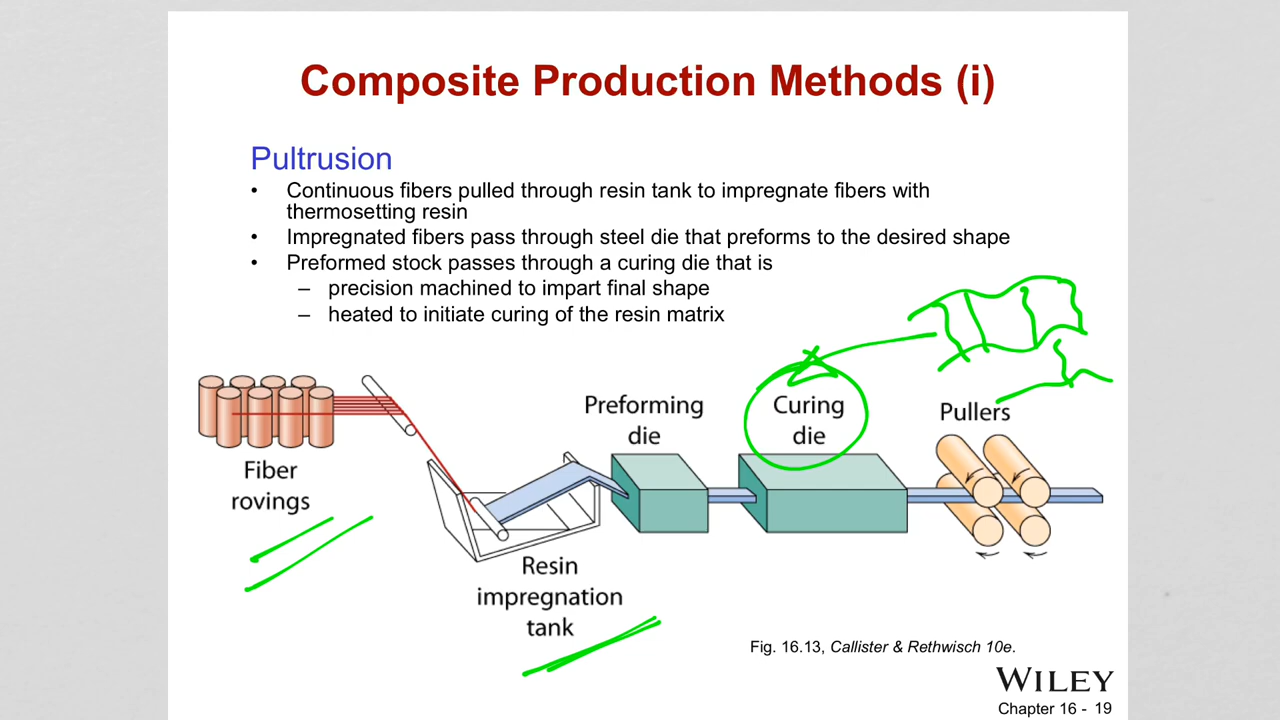 Composite Production Methods (i)
Pultrusion
• Continuous fibers pulled through resin tank to impregnate fibers with
thermosetting resin
• Impregnated fibers pass through steel die that preforms to the desired shape
• Preformed stock passes through a curing die that is
– precision machined to impart final shape
– heated to initiate curing of the resin matrix
Preforming
die
Curing
die
Pullers
Fiber
rovings
Resin
impregnation
tank
Fig. 16.13, Callister & Rethwisch 10e.
WILEY
Chapter 16 - 19